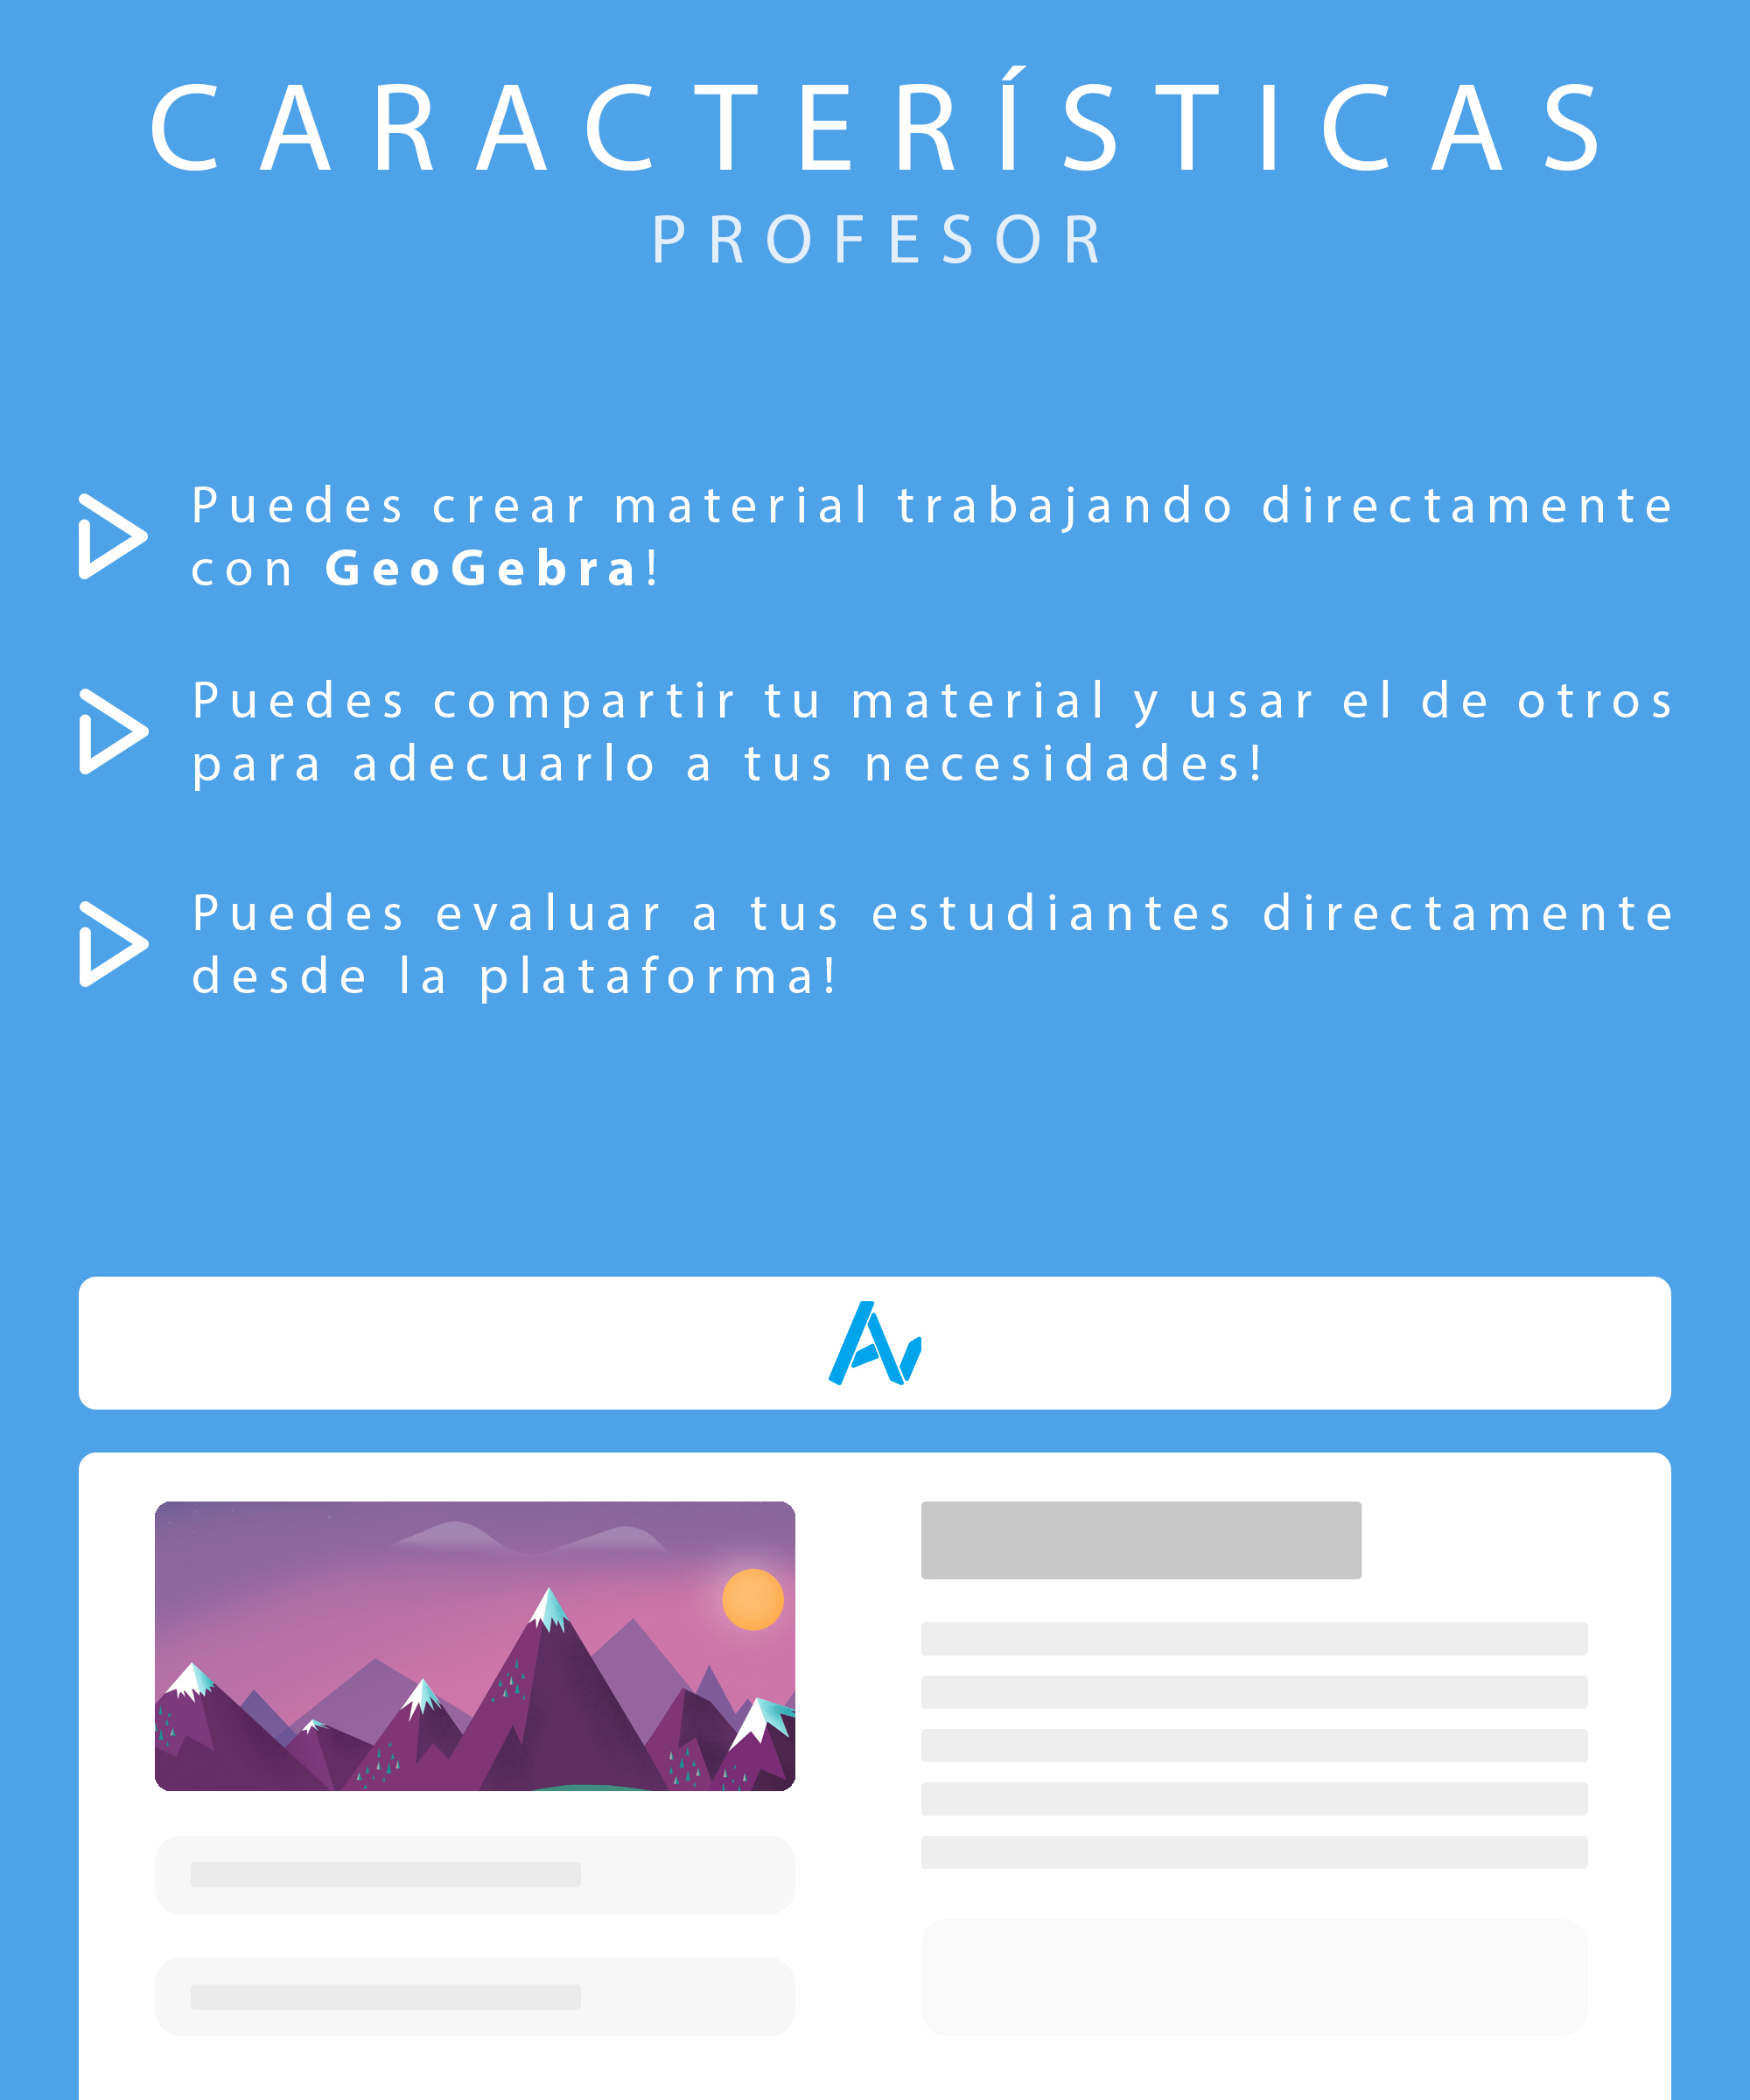 CARACTERÍSTICAS
PROFESOR
Puedes crear material trabajando directamente
con GeoGebra!
Puedes compartir tu material y usar el de otros
para adecuarlo a tus necesidades!
Puedes evaluar a tus estudiantes directamente
desde la plataforma!